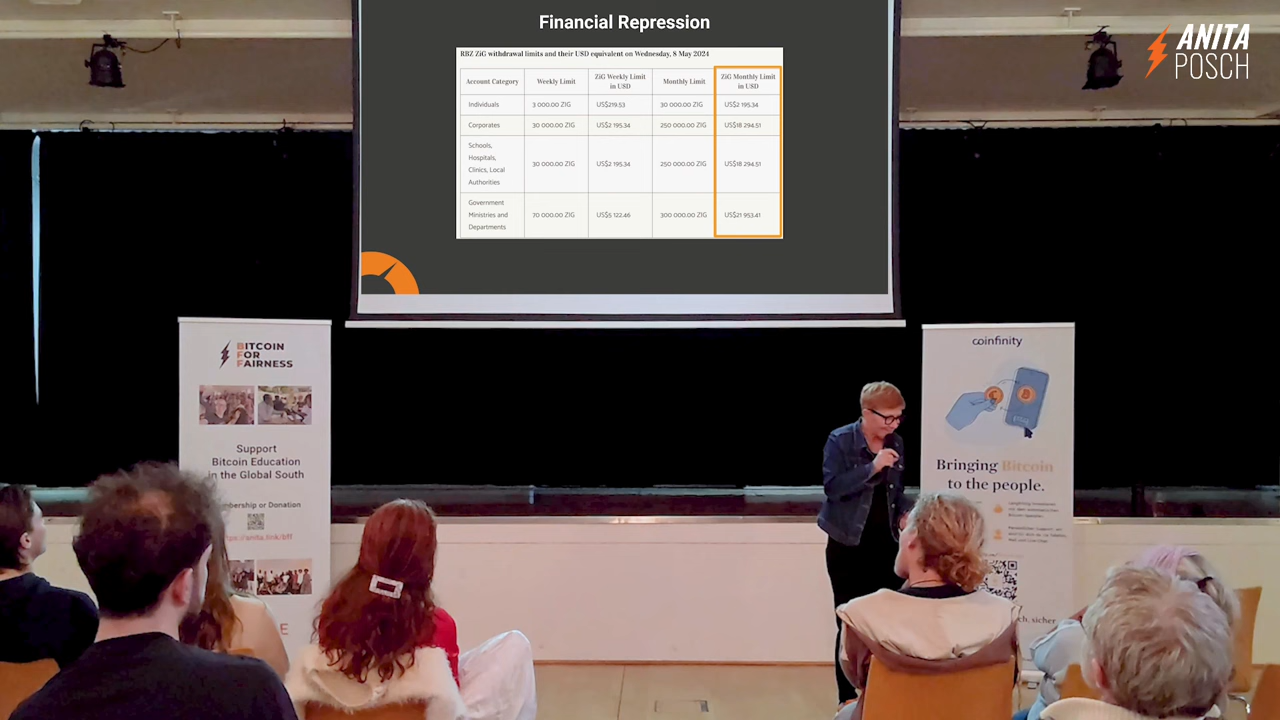 Financial Repression
RBZ ZiG withdrawal limits and their USD equivalent on Wednesday, 8 May 2024
Account Category Weekly Limit ZiG Weekly Limit in USD Monthly Limit ZiG Monthly Limit in USD
Individuals 3 000.00 ZIG US$219.53 30 000.00 ZIG US$2 195.34
Corporates 30 000.00 ZIG US$2 195.34 250 000.00 ZIG US$18 294.51
Schools,
Hospitals,
Clinics, Local
Authorities
30 000.00 ZIG US$2 195.34 250 000.00 ZIG US$18 294.51
Government
Ministries and
Departments
70 000.00 ZIG US$5 122.46 300 000.00 ZIG US$21 953.41
ANITA
POSCH
BITCOIN
FOR
FAIRNESS
Support
Bitcoin Education
in the Global South
or Donation
coinfinity
Bringing Bitcoin
to the people.
sicher